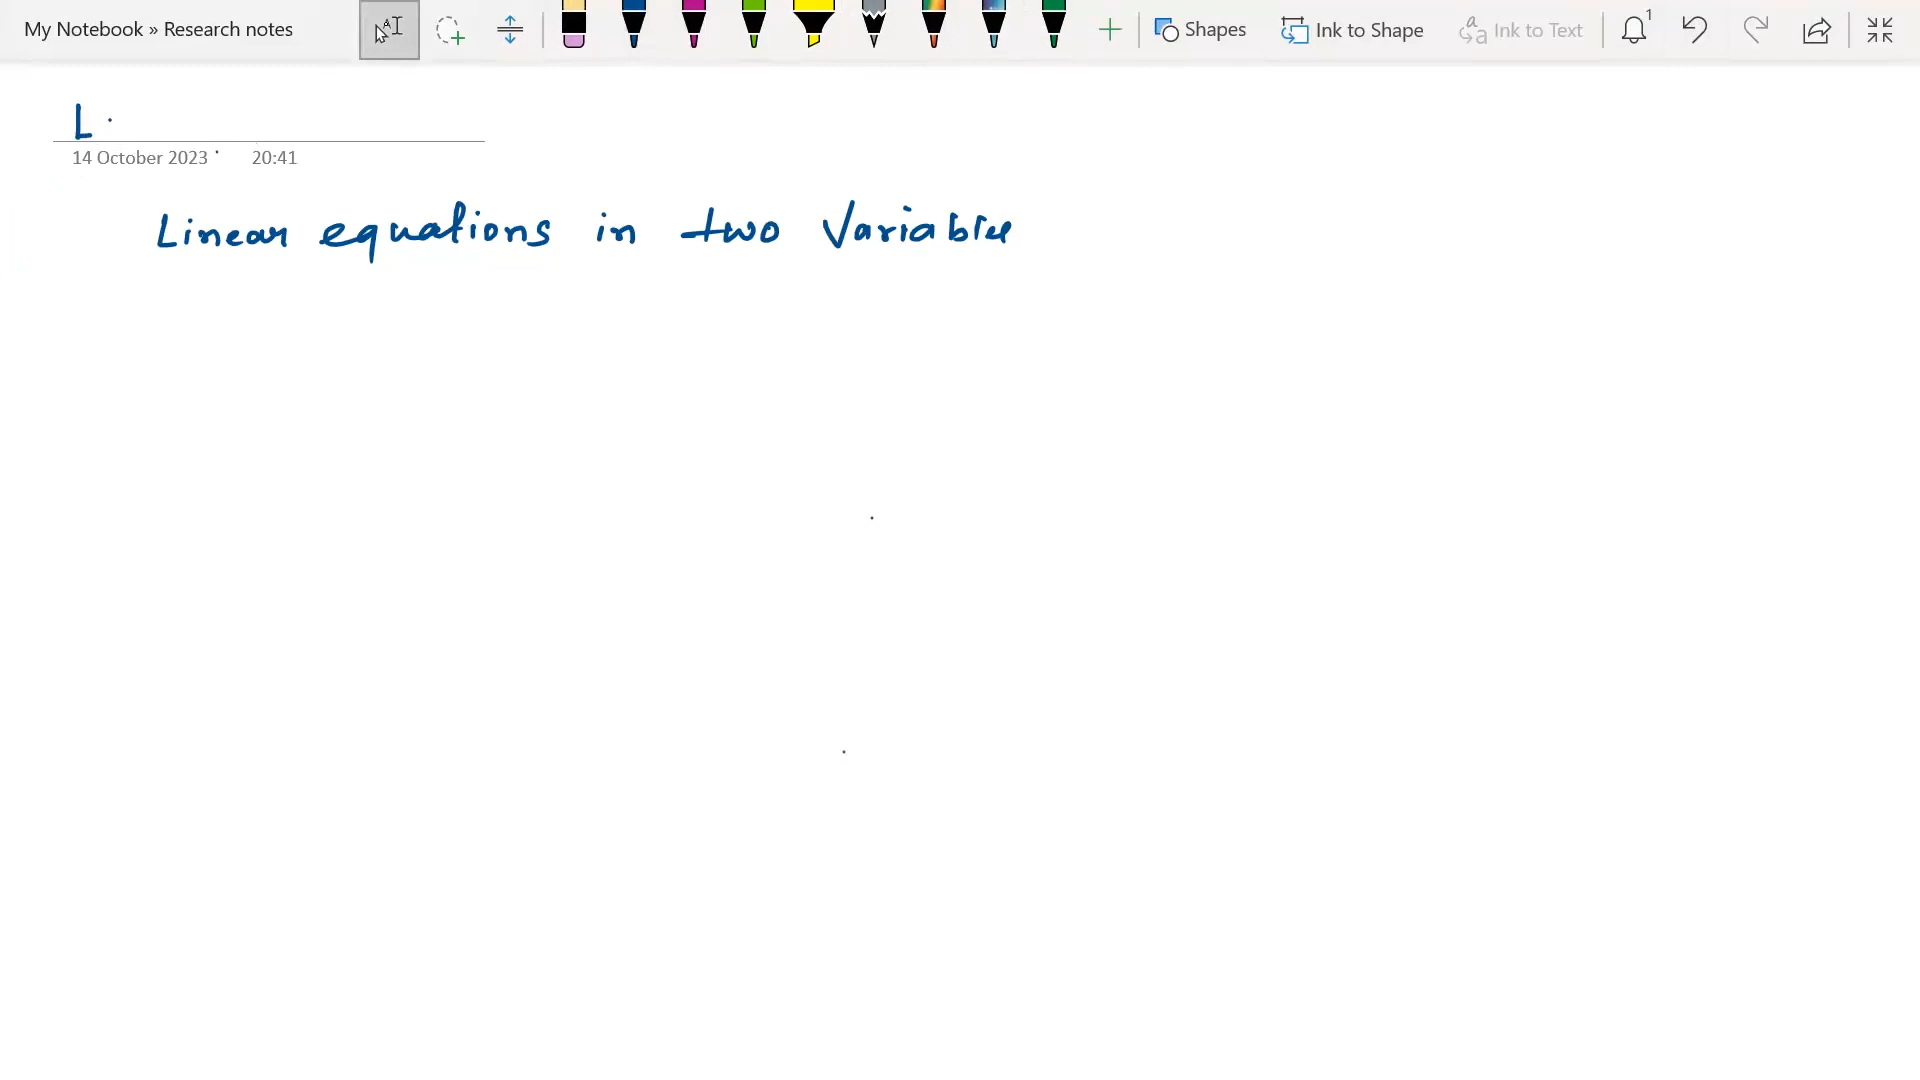 My Notebook » Research notes Shapes Ink to Shape Ink to Text 1
L
14 October 2023 20:41
Linear equations in two Variables